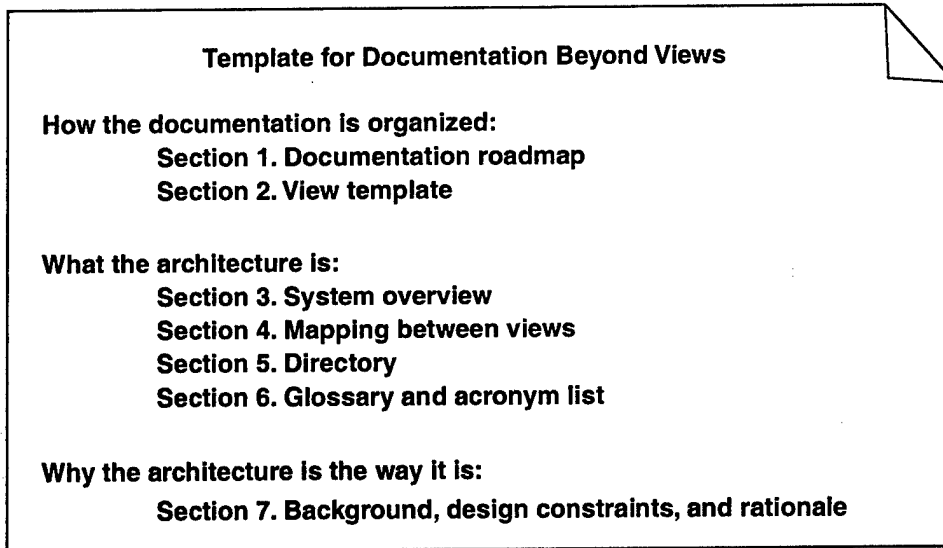 Template for Documentation Beyond Views
How the documentation is organized:
Section 1. Documentation roadmap
Section 2. View template
What the architecture is:
Section 3. System overview
Section 4. Mapping between views
Section 5. Directory
Section 6. Glossary and acronym list
Why the architecture is the way it is:
Section 7. Background, design constraints, and rationale